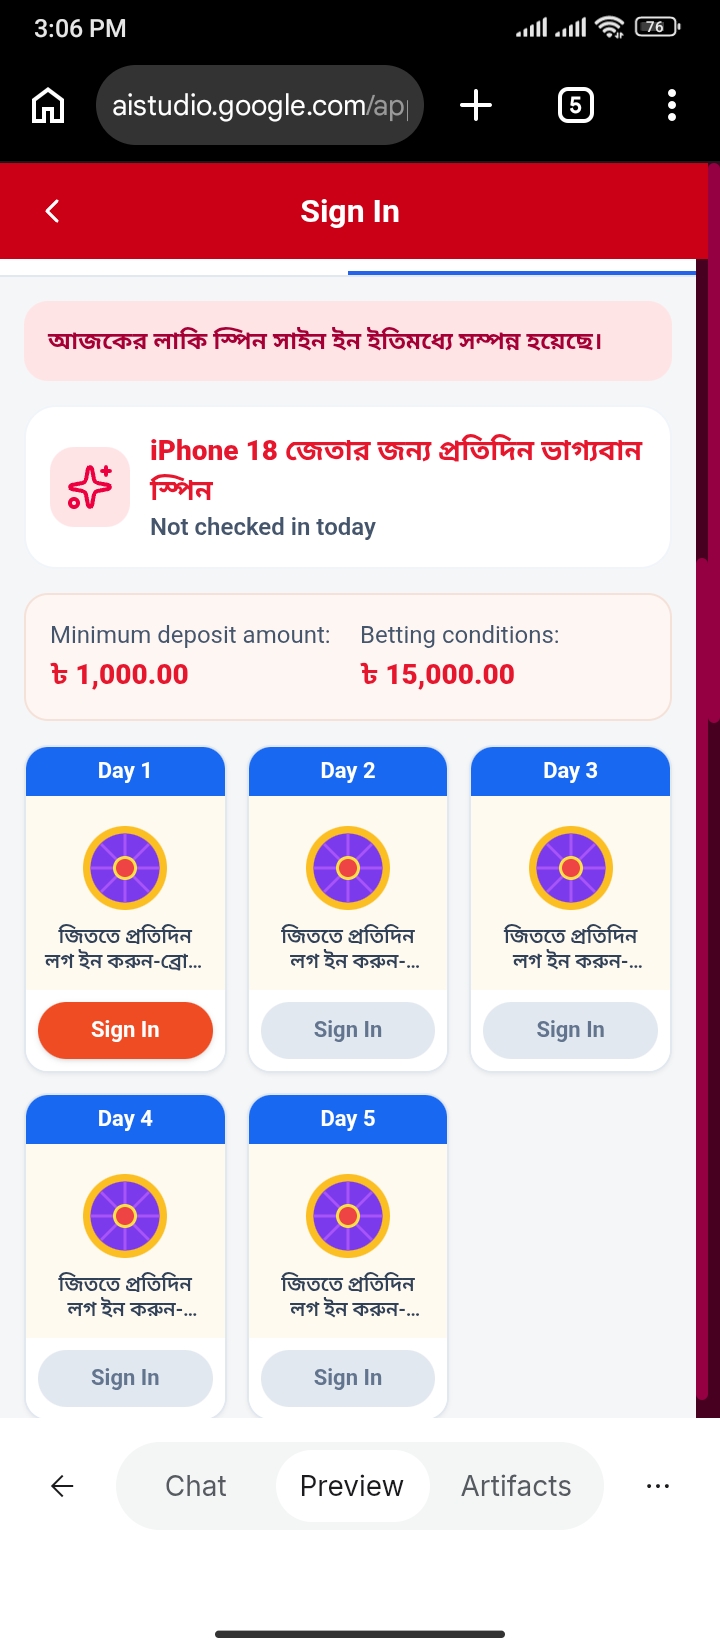 3:06 PM
76
aistudio.google.com/ap
5
Sign In
আজকের লাকি স্পিন সাইন ইন ইতিমধ্যে সম্পন্ন হয়েছে।
iPhone 18 জেতার জন্য প্রতিদিন ভাগ্যবান
স্পিন
Not checked in today
Minimum deposit amount: Betting conditions:
৳ 1,000.00 ৳ 15,000.00
Day 1 Day 2 Day 3
জিততে প্রতিদিন জিততে প্রতিদিন জিততে প্রতিদিন
লগ ইন করুন-ব্রো... লগ ইন করুন-... লগ ইন করুন-...
Sign In Sign In Sign In
Day 4 Day 5
জিততে প্রতিদিন জিততে প্রতিদিন
লগ ইন করুন-... লগ ইন করুন-...
Sign In Sign In
Chat Preview Artifacts